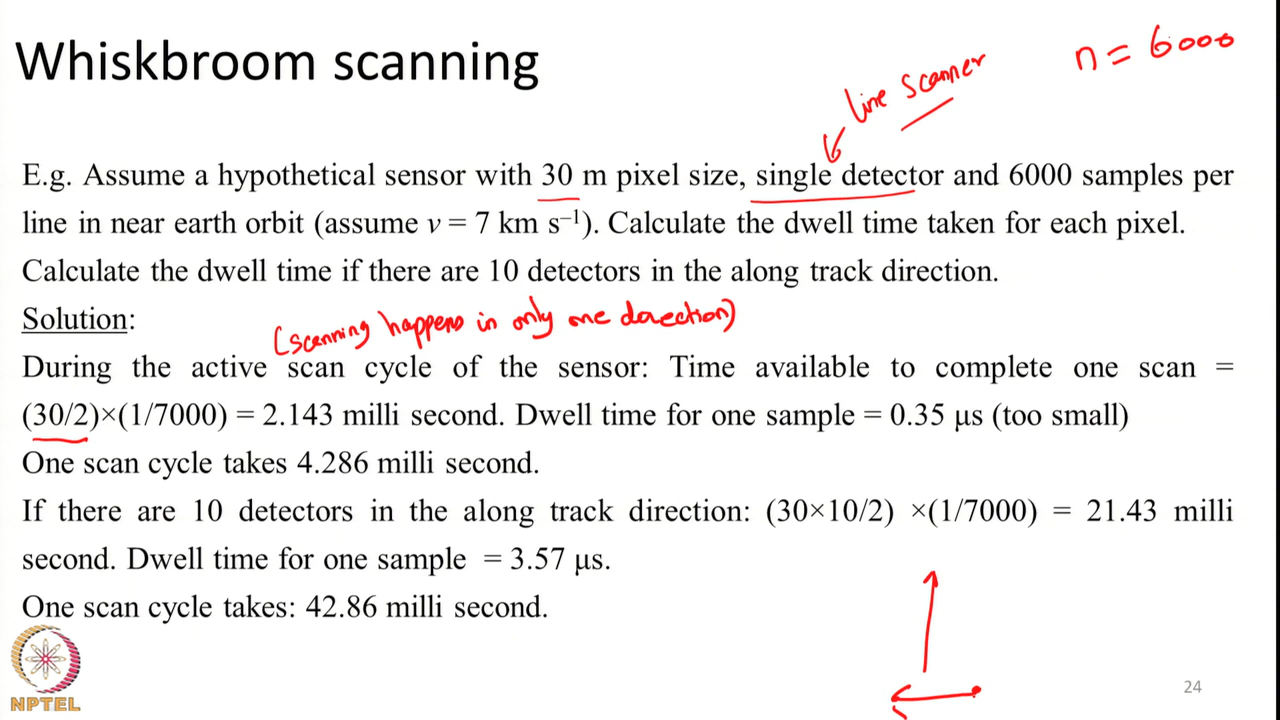 Whiskbroom scanning
n = 6000
line scanner
E.g. Assume a hypothetical sensor with 30 m pixel size, single detector and 6000 samples per
line in near earth orbit (assume v = 7 km s⁻¹). Calculate the dwell time taken for each pixel.
Calculate the dwell time if there are 10 detectors in the along track direction.
Solution:
(scanning happens in only one direction)
During the active scan cycle of the sensor: Time available to complete one scan =
(30/2)×(1/7000) = 2.143 milli second. Dwell time for one sample = 0.35 μs (too small)
One scan cycle takes 4.286 milli second.
If there are 10 detectors in the along track direction: (30×10/2) ×(1/7000) = 21.43 milli
second. Dwell time for one sample = 3.57 μs.
One scan cycle takes: 42.86 milli second.
NPTEL
24